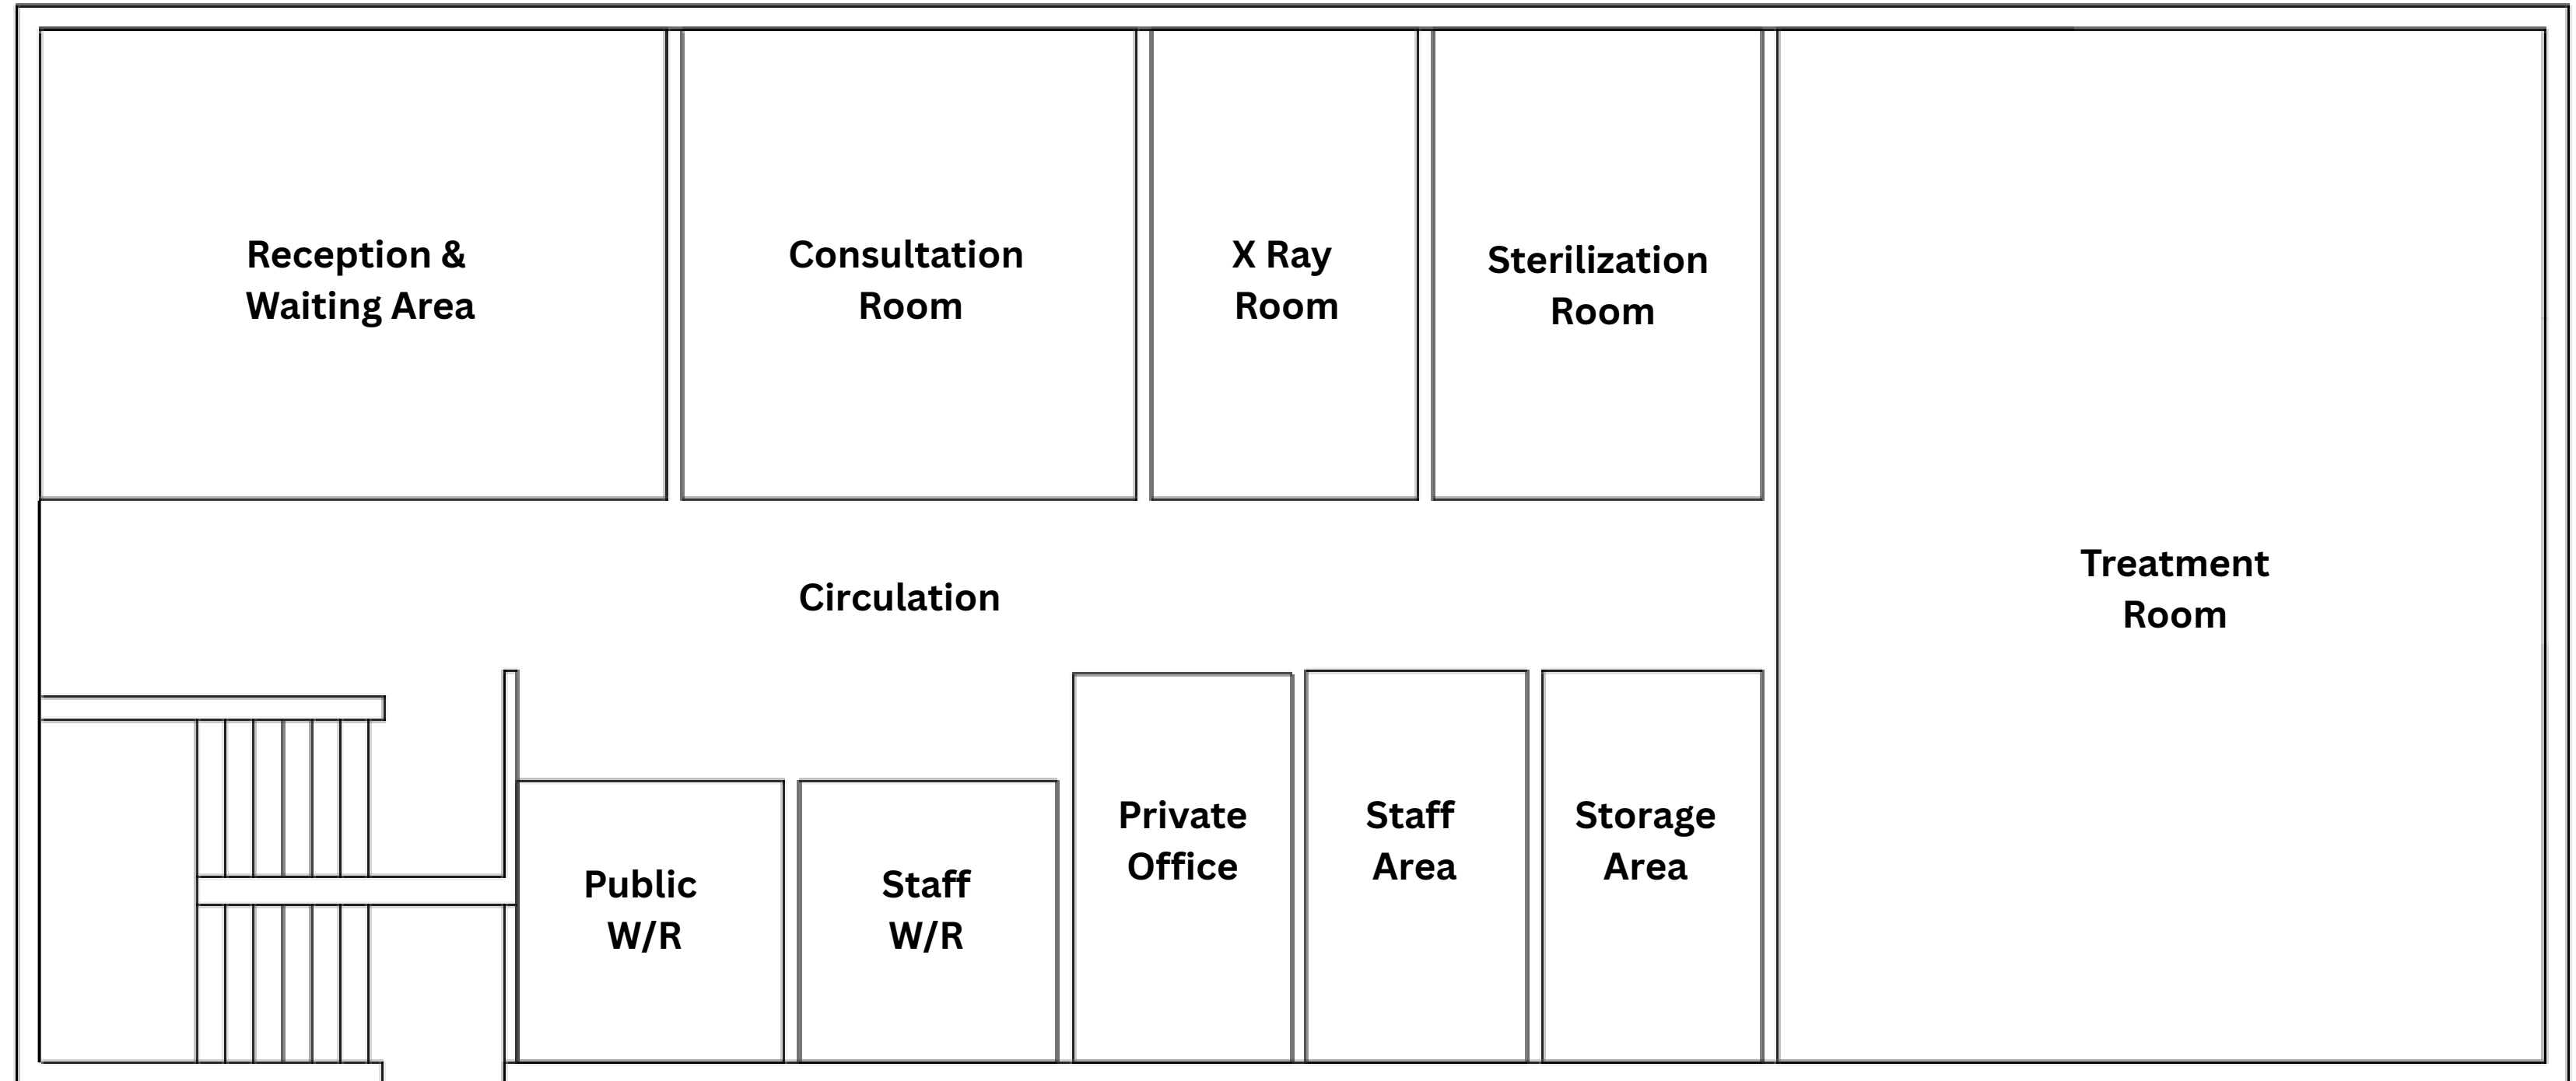 Reception &
Waiting Area
Consultation
Room
X Ray
Room
Sterilization
Room
Treatment
Room
Circulation
Public
W/R
Staff
W/R
Private
Office
Staff
Area
Storage
Area